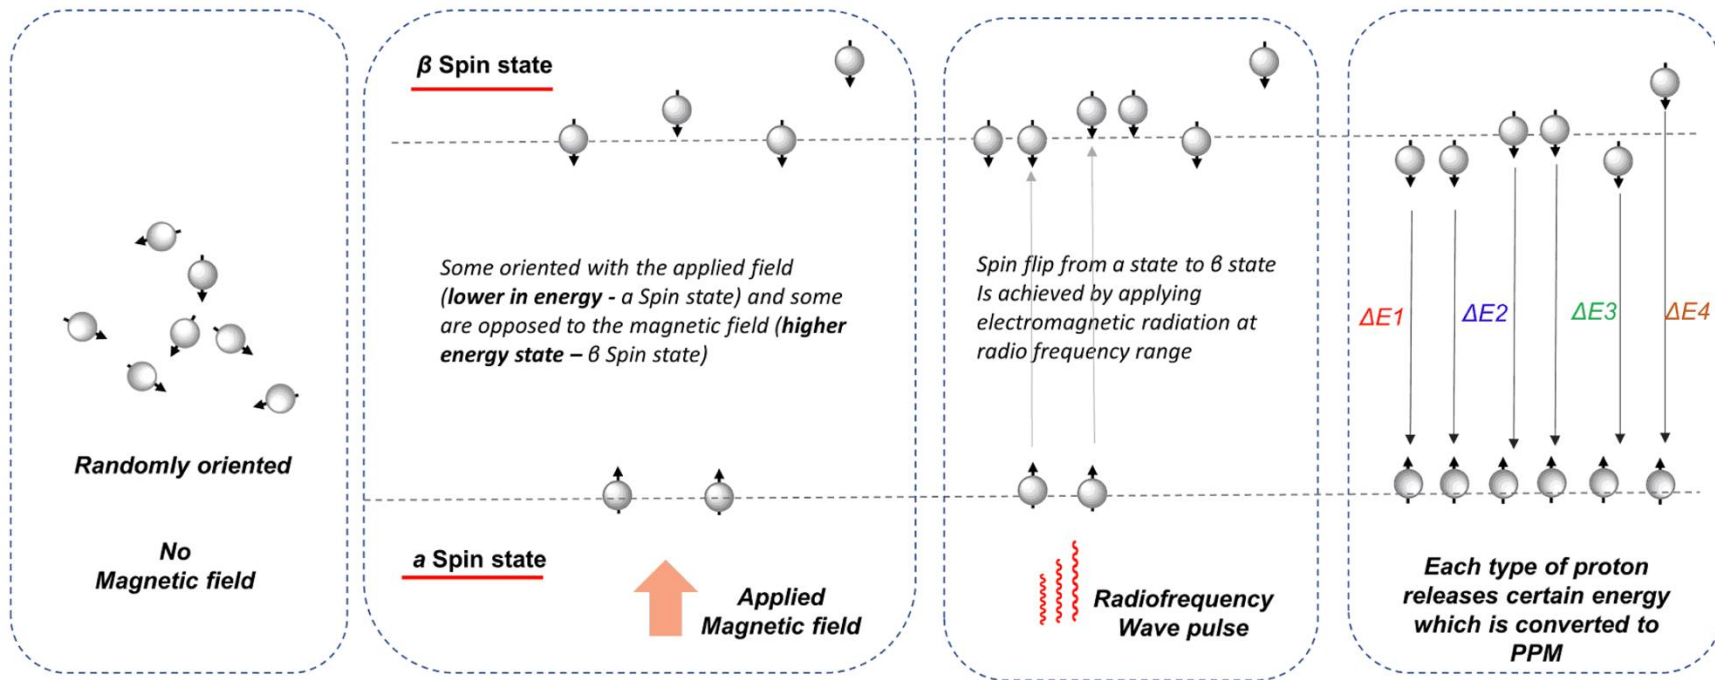 Randomly oriented
No
Magnetic field
β Spin state
Some oriented with the applied field
(lower in energy - a Spin state) and some
are opposed to the magnetic field (higher
energy state – β Spin state)
a Spin state
Applied
Magnetic field
Spin flip from a state to β state
Is achieved by applying
electromagnetic radiation at
radio frequency range
Radiofrequency
Wave pulse
ΔE1
ΔE2
ΔE3
ΔE4
Each type of proton
releases certain energy
which is converted to
PPM